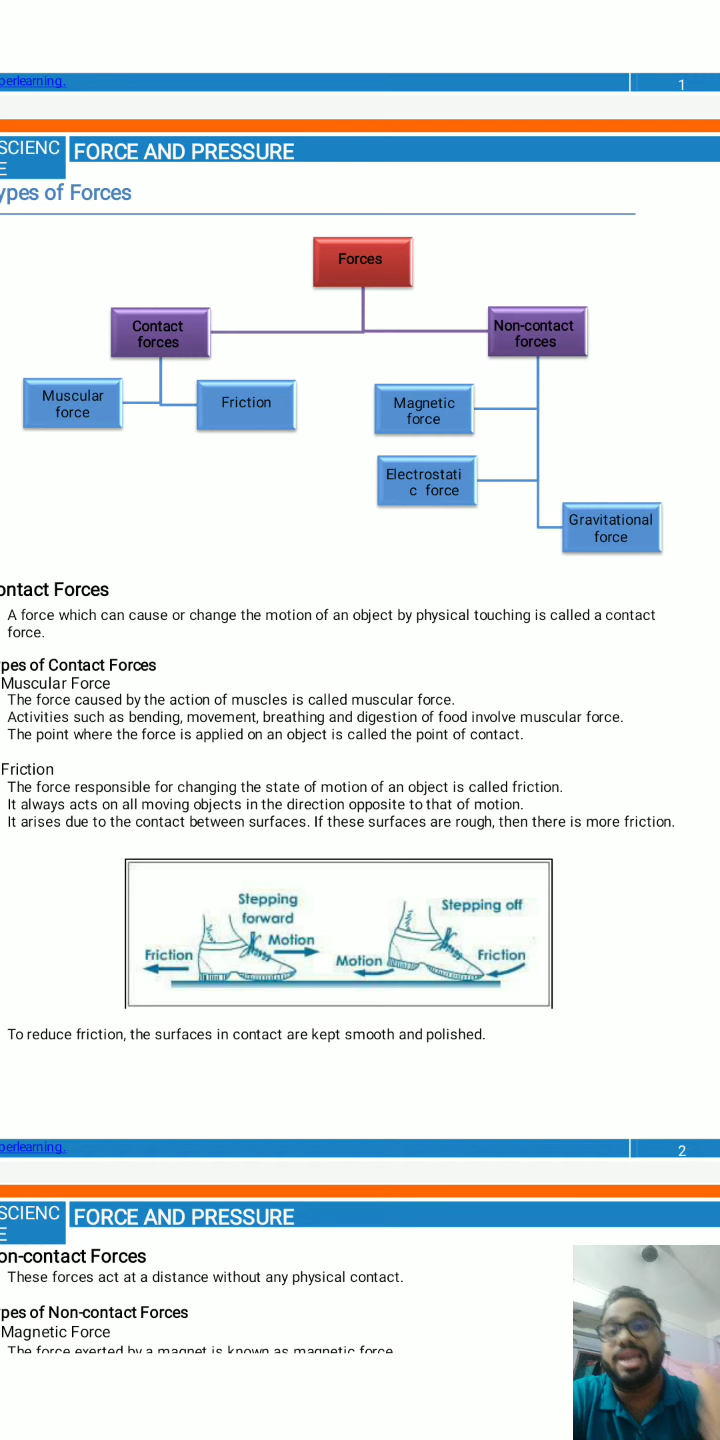 perlearning.
1
SCIENC
E
FORCE AND PRESSURE
ypes of Forces
Forces
Contact
forces
Non-contact
forces
Muscular
force
Friction
Magnetic
force
Electrostati
c force
Gravitational
force
ontact Forces
A force which can cause or change the motion of an object by physical touching is called a contact
force.
pes of Contact Forces
Muscular Force
The force caused by the action of muscles is called muscular force.
Activities such as bending, movement, breathing and digestion of food involve muscular force.
The point where the force is applied on an object is called the point of contact.
Friction
The force responsible for changing the state of motion of an object is called friction.
It always acts on all moving objects in the direction opposite to that of motion.
It arises due to the contact between surfaces. If these surfaces are rough, then there is more friction.
Stepping
forward
Stepping off
Friction
Motion
Motion
Friction
To reduce friction, the surfaces in contact are kept smooth and polished.
perlearning.
2
SCIENC
E
FORCE AND PRESSURE
on-contact Forces
These forces act at a distance without any physical contact.
pes of Non-contact Forces
Magnetic Force
The force exerted by a magnet is known as magnetic force